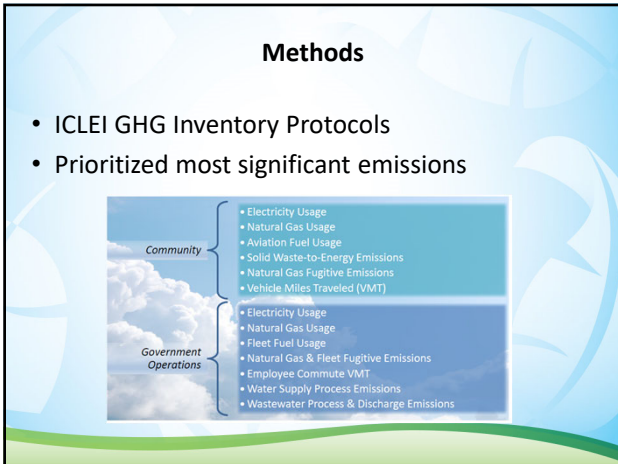 Methods
• ICLEI GHG Inventory Protocols
• Prioritized most significant emissions
Community
• Electricity Usage
• Natural Gas Usage
• Aviation Fuel Usage
• Solid Waste-to-Energy Emissions
• Natural Gas Fugitive Emissions
• Vehicle Miles Traveled (VMT)
Government
Operations
• Electricity Usage
• Natural Gas Usage
• Fleet Fuel Usage
• Natural Gas & Fleet Fugitive Emissions
• Employee Commute VMT
• Water Supply Process Emissions
• Wastewater Process & Discharge Emissions